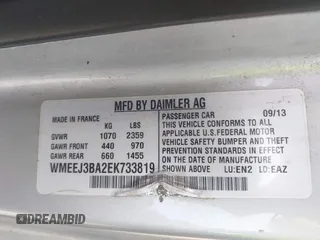 MFD BY DAIMLER AG
MADE IN FRANCE
PASSENGER CAR 09/13
KG LBS
GVWR 1070 2359
GAWR FRONT 440 970
GAWR REAR 660 1455
THIS VEHICLE CONFORMS TO ALL
APPLICABLE U.S.FEDERAL MOTOR
VEHICLE SAFETY BUMPER AND THEFT
PREVENTION STANDARDS IN EFFECT
ON THE DATE OF MANUFACTURE
SHOWN ABOVE
WMEEJ3BA2EK733819
LU:EN2 LD:EAZ
DREAMBID